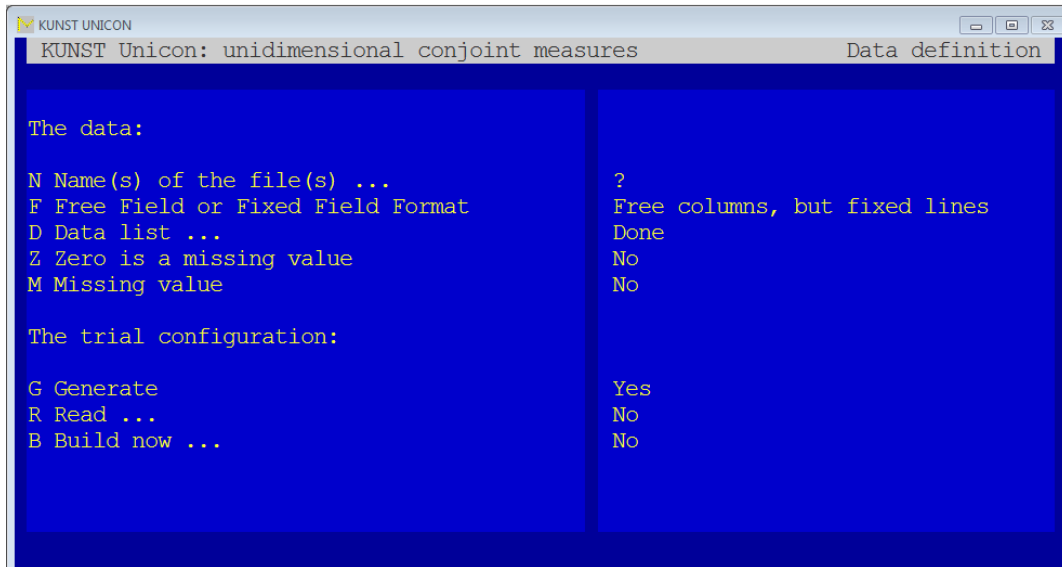 KUNST UNICON
KUNST Unicon: unidimensional conjoint measures Data definition
The data:
N Name(s) of the file(s) ... ?
F Free Field or Fixed Field Format Free columns, but fixed lines
D Data list ... Done
Z Zero is a missing value No
M Missing value No
The trial configuration:
G Generate Yes
R Read ... No
B Build now ... No